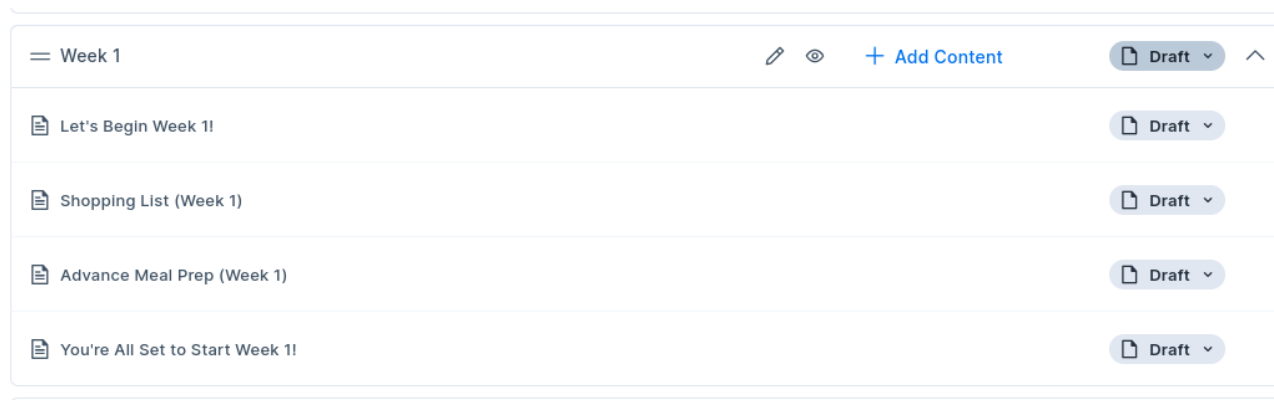 Week 1
Add Content
Draft
Let's Begin Week 1!
Draft
Shopping List (Week 1)
Draft
Advance Meal Prep (Week 1)
Draft
You're All Set to Start Week 1!
Draft